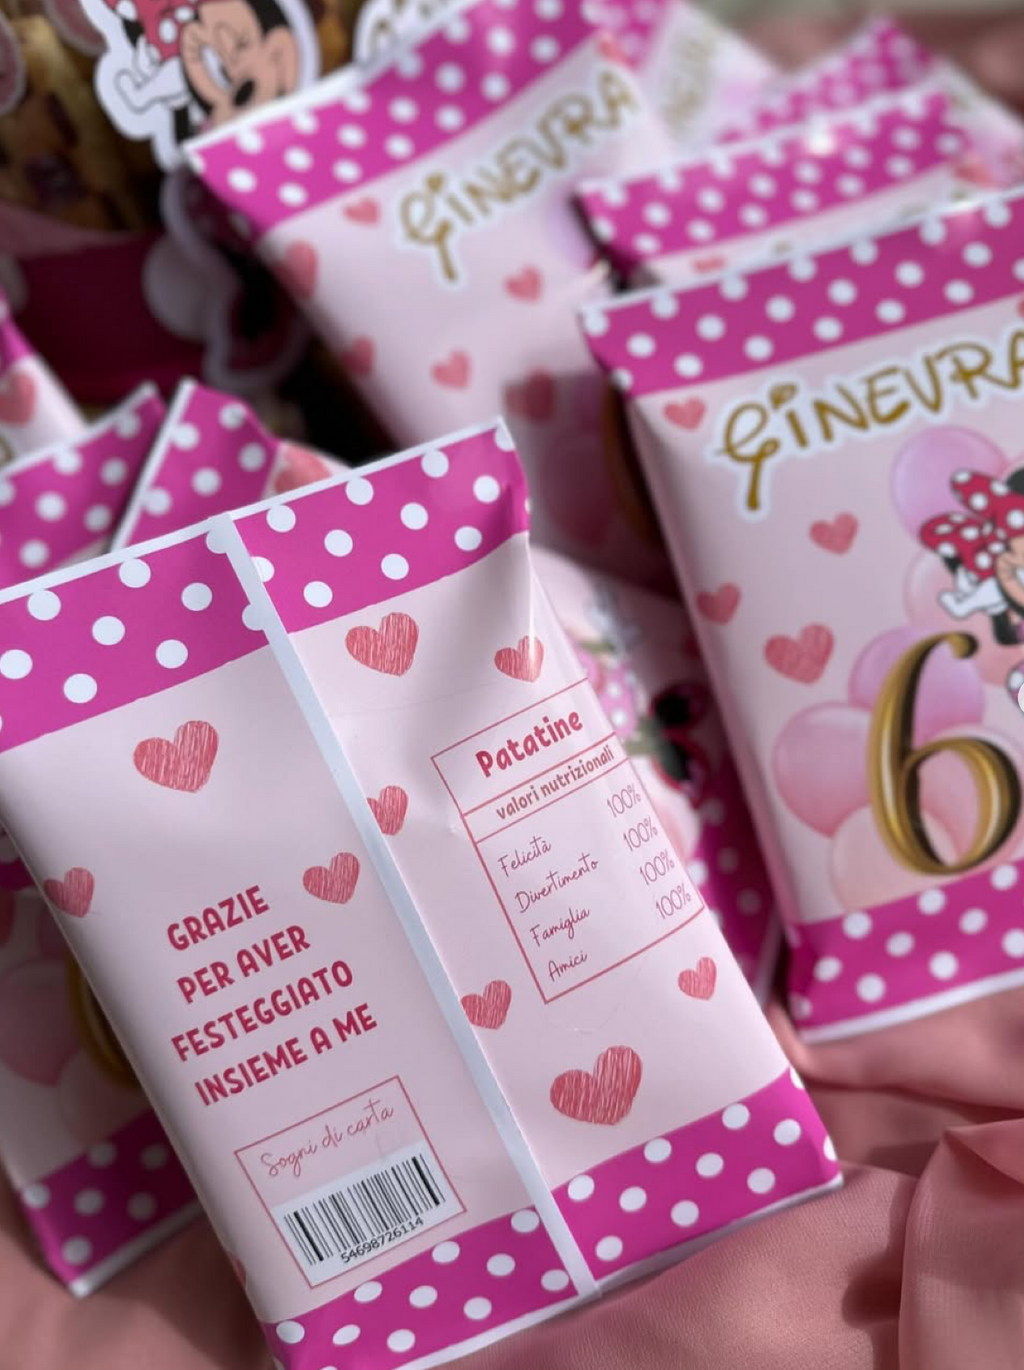 GINEVRA
GINEVRA
6
Patatine
valori nutrizionali
Felicità 100%
Divertimento 100%
Famiglia 100%
Amici 100%
GRAZIE
PER AVER
FESTEGGIATO
INSIEME A ME
Sogni di carta
54698726114